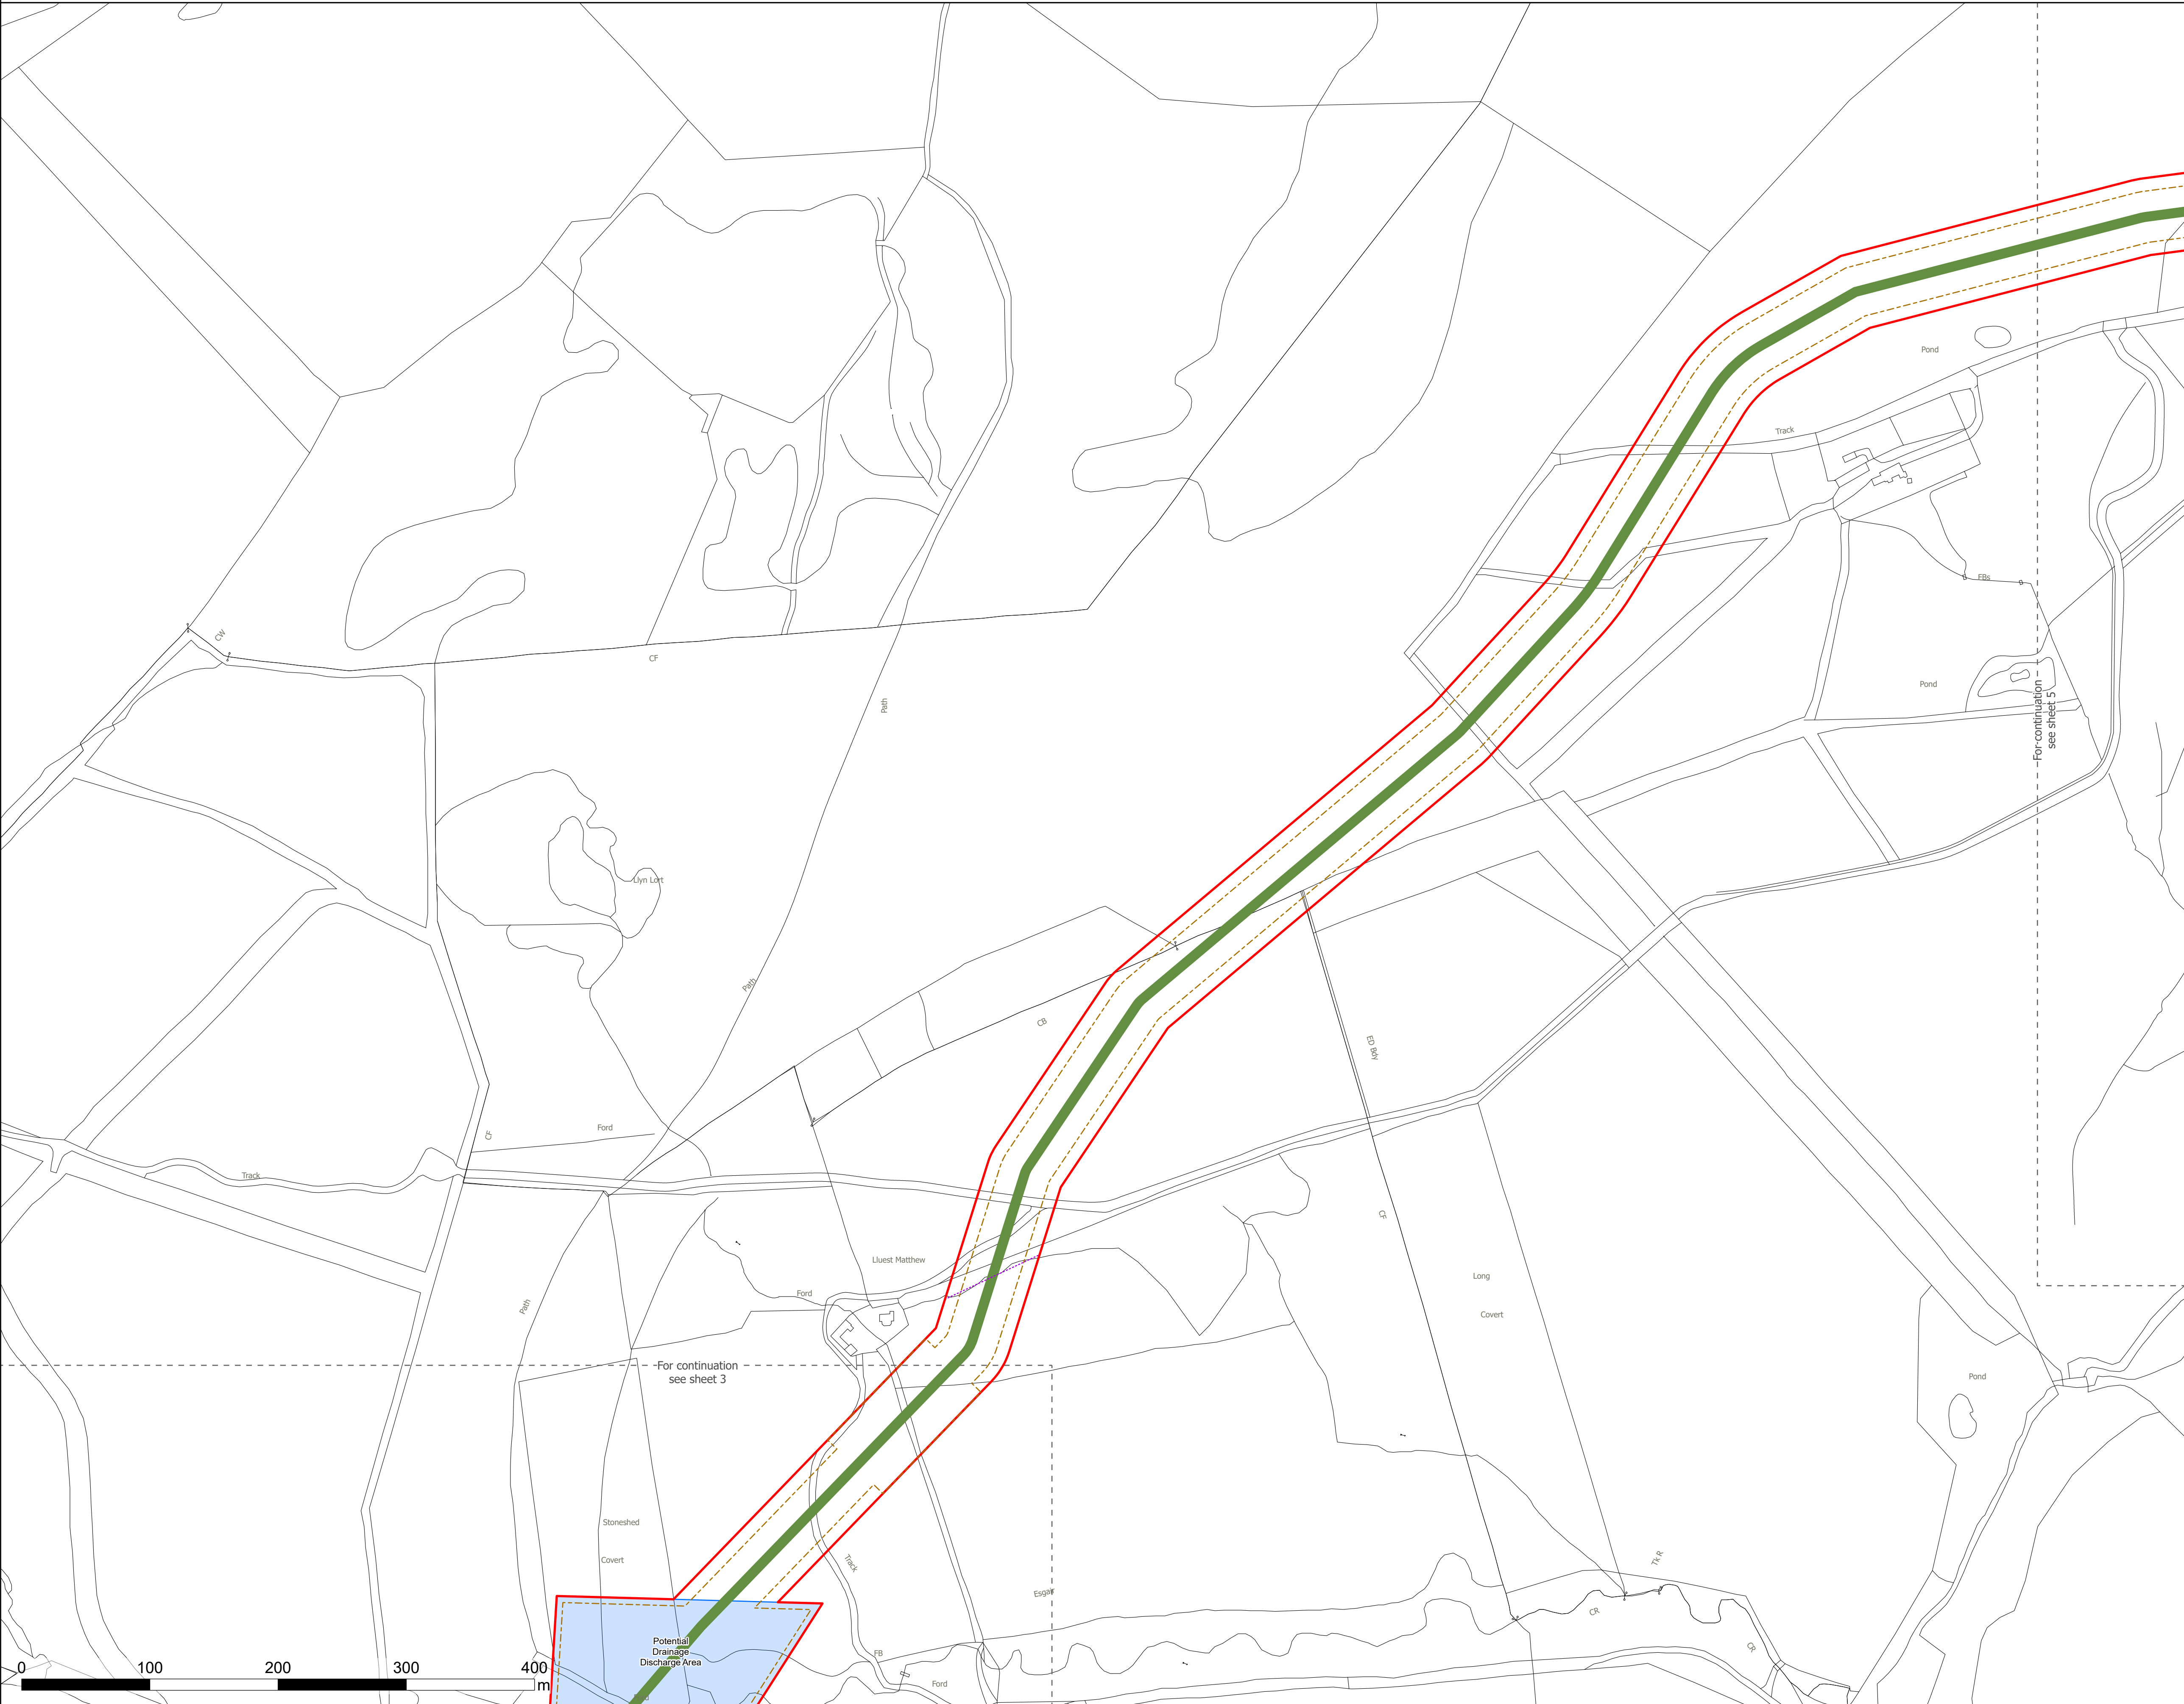 Pond
Track
FBs
CW
CF
Path
Pond
For continuation
see sheet 5
Llyn Lort
Path
CB
ED Bdy
Ford
CF
Track
CF
Lluest Matthew
Long
Ford
Path
Covert
For continuation
see sheet 3
Pond
Stoneshed
Covert
Track
Tk R
Esgair
CR
Potential
Drainage
Discharge Area
CR
FB
0 100 200 300 400
m
Ford